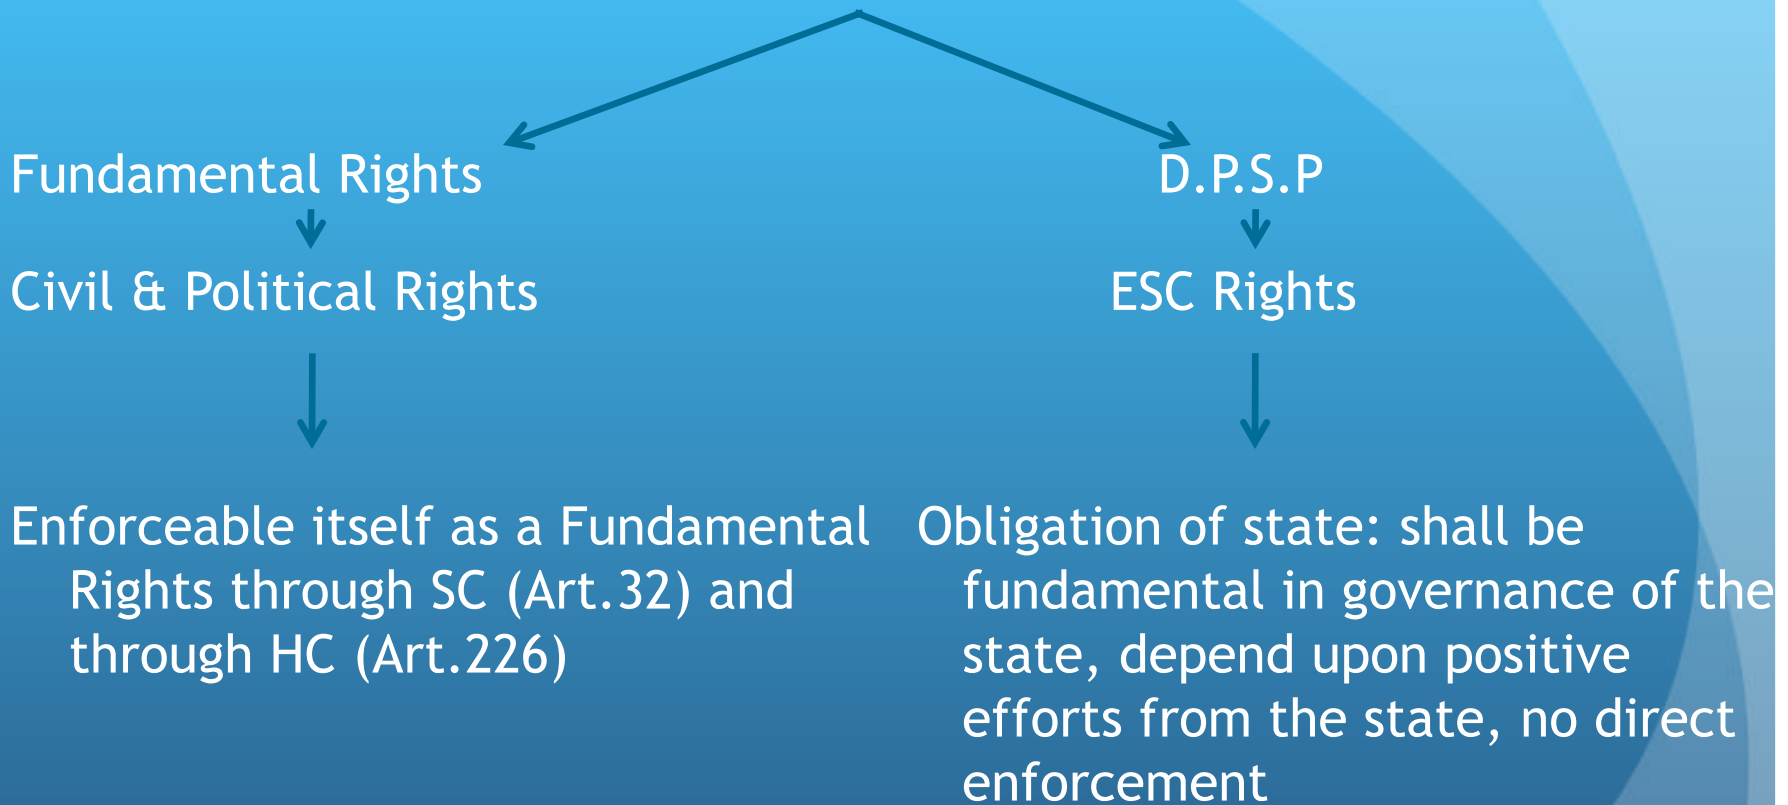 Fundamental Rights
D.P.S.P
Civil & Political Rights
ESC Rights
Enforceable itself as a Fundamental
Rights through SC (Art.32) and
through HC (Art.226)
Obligation of state: shall be
fundamental in governance of the
state, depend upon positive
efforts from the state, no direct
enforcement